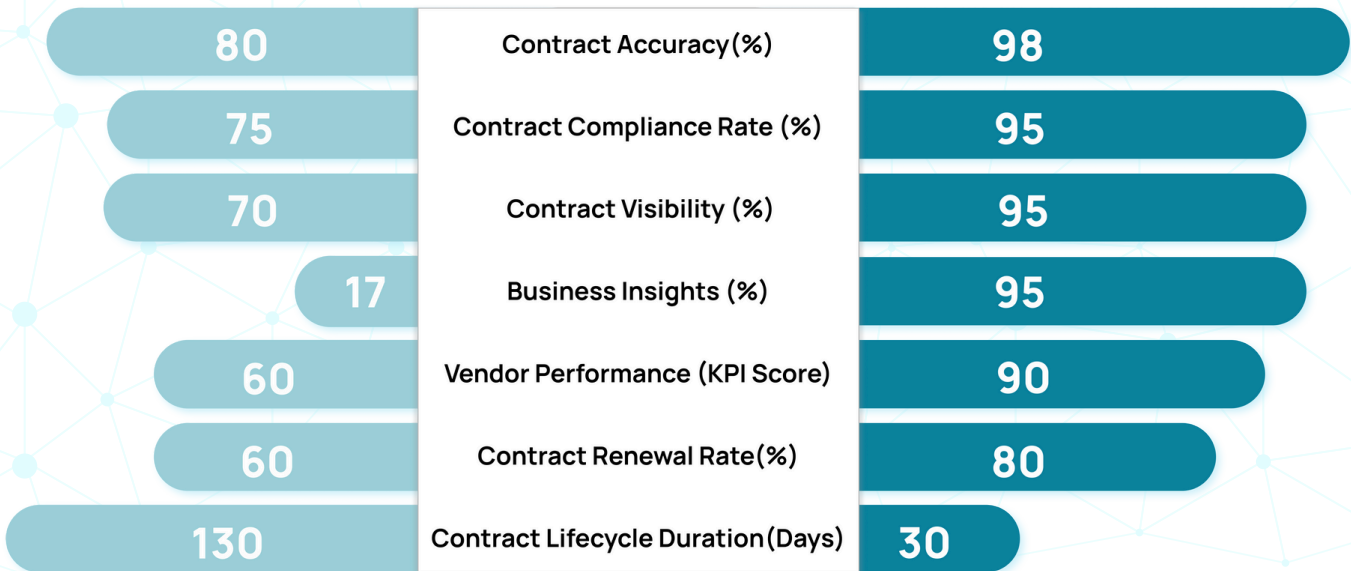 80 Contract Accuracy(%) 98
75 Contract Compliance Rate (%) 95
70 Contract Visibility (%) 95
17 Business Insights (%) 95
60 Vendor Performance (KPI Score) 90
60 Contract Renewal Rate(%) 80
130 Contract Lifecycle Duration(Days) 30